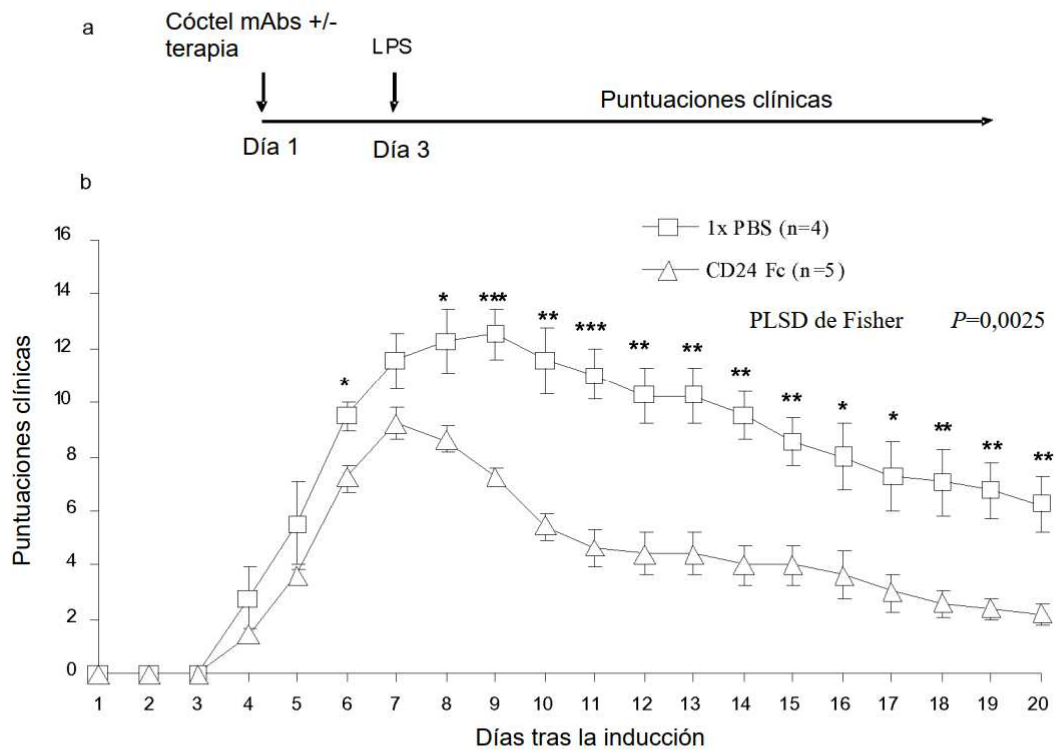 a
Cóctel mAbs +/-
terapia
LPS
Puntuaciones clínicas
Día 1
Día 3
b
1x PBS (n=4)
CD24 Fc (n=5)
PLSD de Fisher P=0,0025
Puntuaciones clínicas
16
14
12
10
8
6
4
2
0
* * *** ** *** ** ** ** ** * * ** ** **
1 2 3 4 5 6 7 8 9 10 11 12 13 14 15 16 17 18 19 20
Días tras la inducción